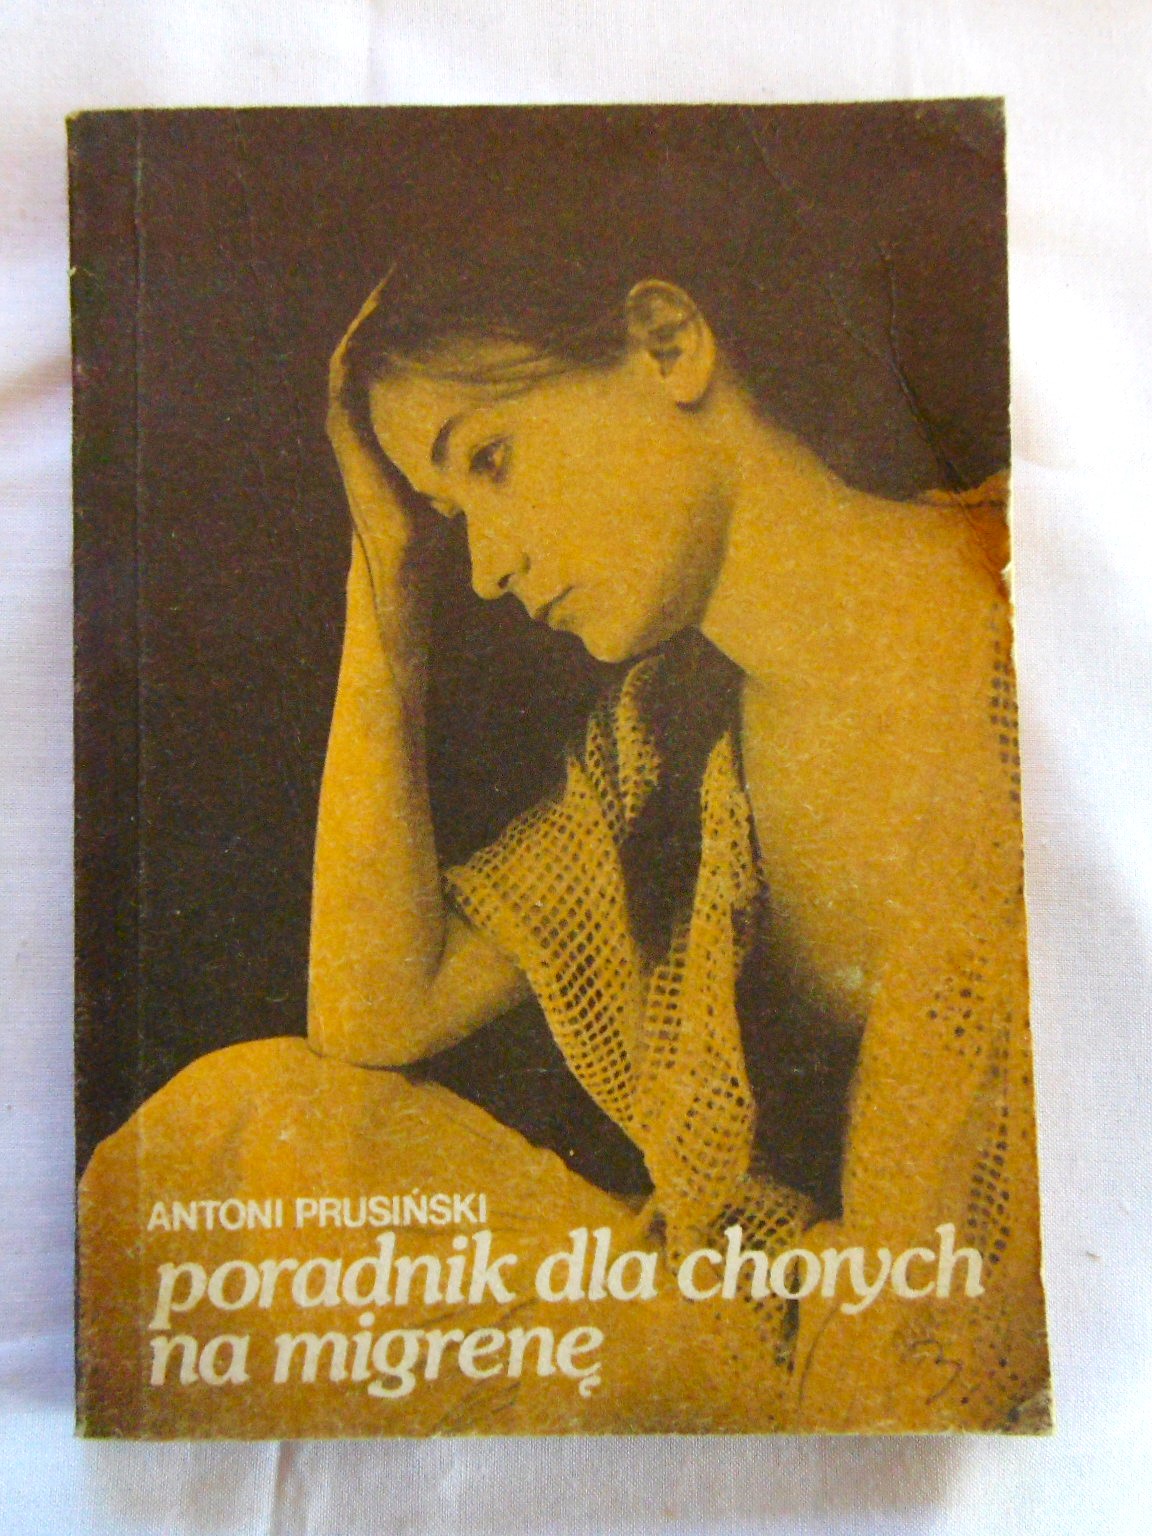 ANTONI PRUSIŃSKI
poradnik dla chorych
na migrenę